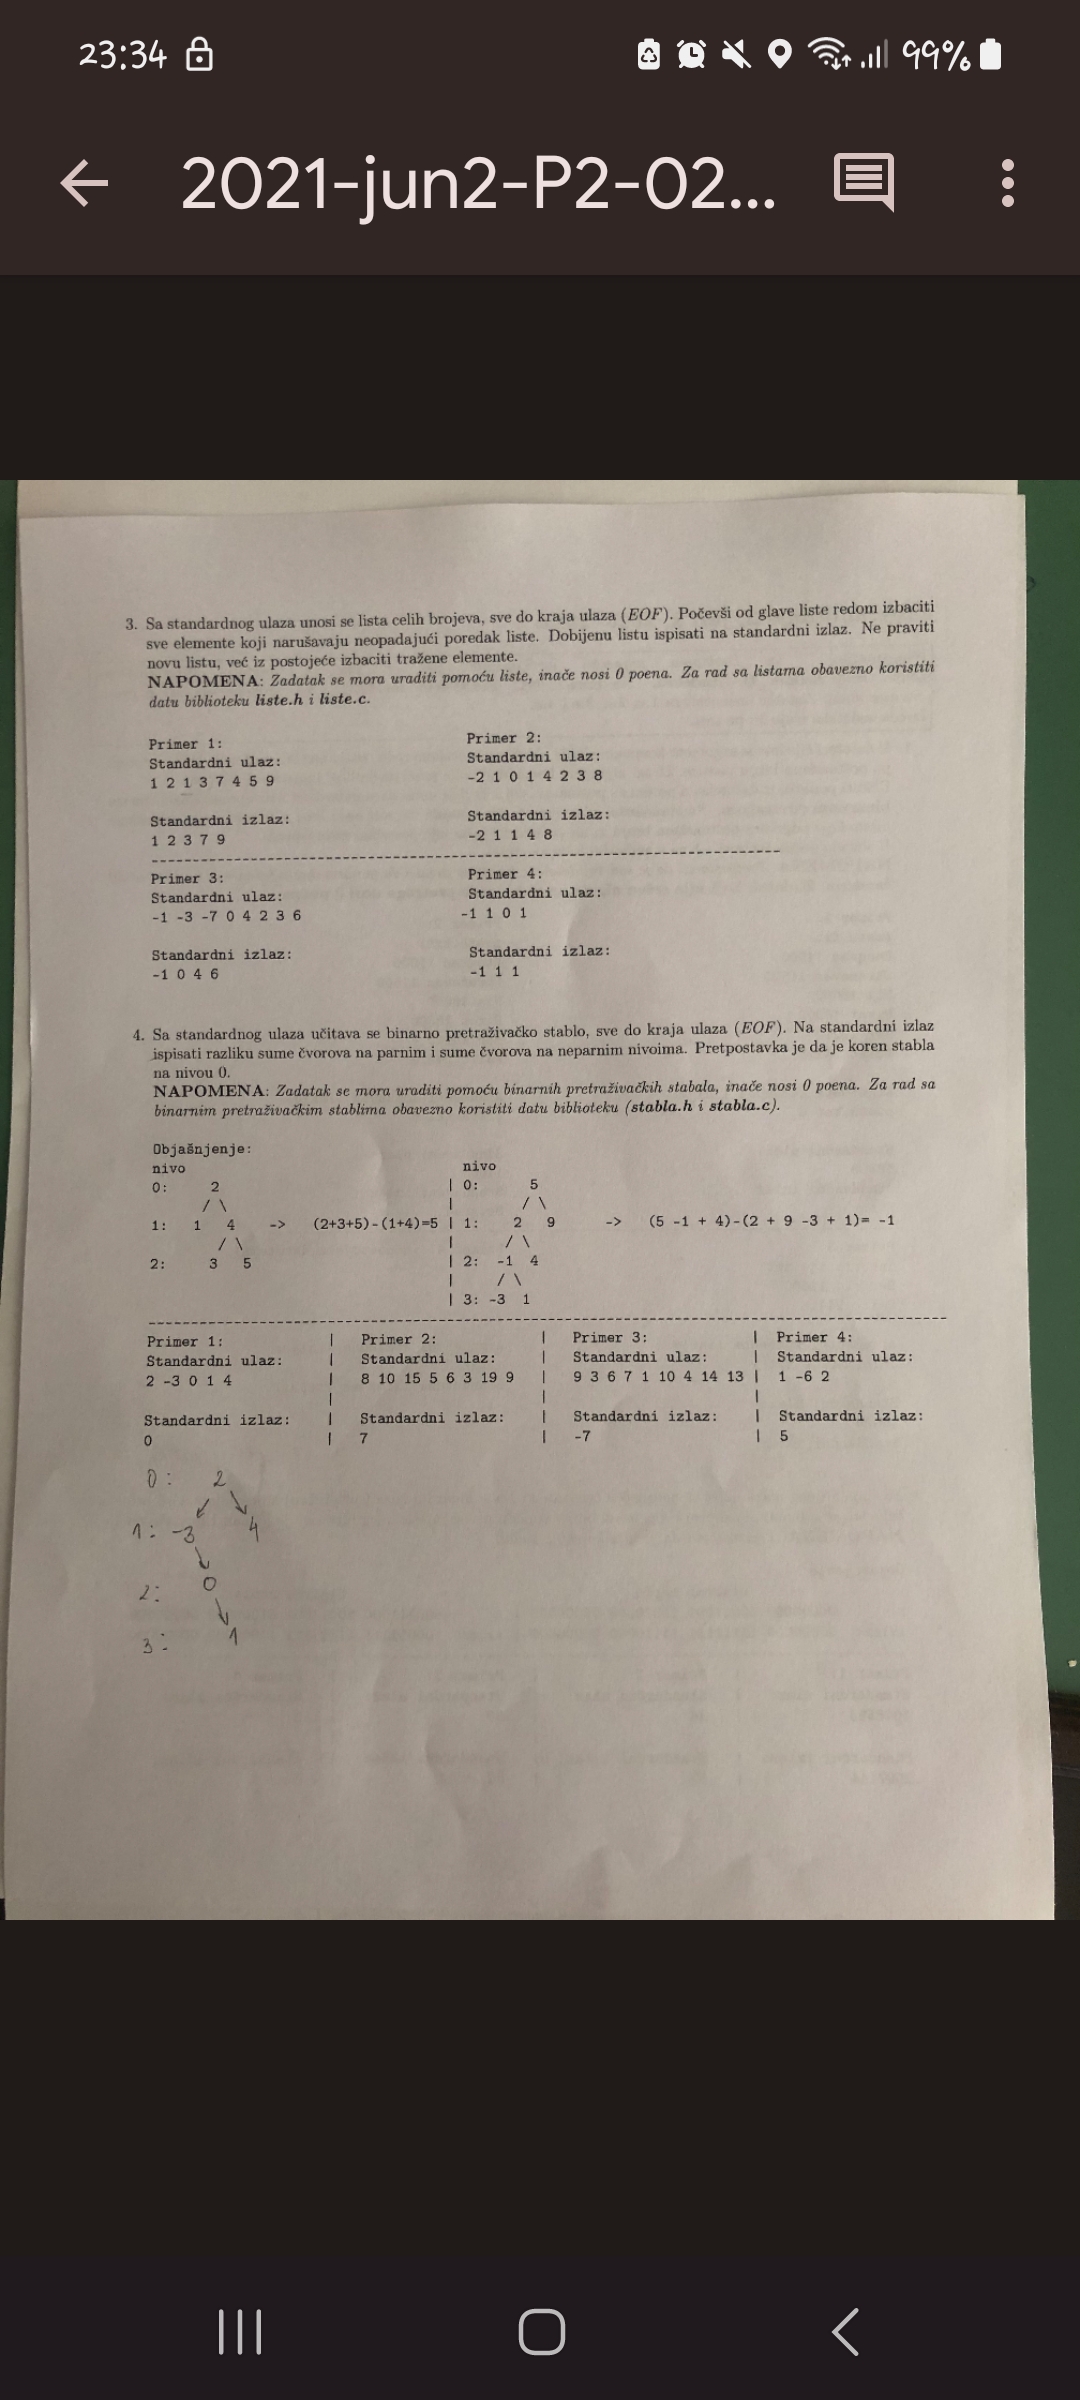 23:34
99%
2021-jun2-P2-02...
3. Sa standardnog ulaza unosi se lista celih brojeva, sve do kraja ulaza (EOF). Počevši od glave liste redom izbaciti
sve elemente koji narušavaju neopadajući poredak liste. Dobijenu listu ispisati na standardni izlaz. Ne praviti
novu listu, već iz postojeće izbaciti tražene elemente.
NAPOMENA: Zadatak se mora uraditi pomoću liste, inače nosi 0 poena. Za rad sa listama obavezno koristiti
datu biblioteku liste.h i liste.c.
Primer 1:
Standardni ulaz:
1 2 1 3 7 4 5 9
Standardni izlaz:
1 2 3 7 9
Primer 2:
Standardni ulaz:
-2 1 0 1 4 2 3 8
Standardni izlaz:
-2 1 1 4 8
--------------------------------------------------------------------------
Primer 3:
Standardni ulaz:
-1 -3 -7 0 4 2 3 6
Standardni izlaz:
-1 0 4 6
Primer 4:
Standardni ulaz:
-1 1 0 1
Standardni izlaz:
-1 1 1
4. Sa standardnog ulaza učitava se binarno pretraživačko stablo, sve do kraja ulaza (EOF). Na standardni izlaz
ispisati razliku sume čvorova na parnim i sume čvorova na neparnim nivoima. Pretpostavka je da je koren stabla
na nivou 0.
NAPOMENA: Zadatak se mora uraditi pomoću binarnih pretraživačkih stabala, inače nosi 0 poena. Za rad sa
binarnim pretraživačkim stablima obavezno koristiti datu biblioteku (stabla.h i stabla.c).
Objašnjenje:
nivo nivo
0: 2 | 0: 5
/ \ | / \
1: 1 4 -> (2+3+5)-(1+4)=5 | 1: 2 9 -> (5 -1 + 4)-(2 + 9 -3 + 1)= -1
/ \ | / \
2: 3 5 | 2: -1 4
| / \
| 3: -3 1
--------------------------------------------------------------------------------------------
Primer 1: | Primer 2: | Primer 3: | Primer 4:
Standardni ulaz: | Standardni ulaz: | Standardni ulaz: | Standardni ulaz:
2 -3 0 1 4 | 8 10 15 5 6 3 19 9 | 9 3 6 7 1 10 4 14 13 | 1 -6 2
| | |
Standardni izlaz: | Standardni izlaz: | Standardni izlaz: | Standardni izlaz:
0 | 7 | -7 | 5
0: 2
1: -3 4
2: 0
3: 1